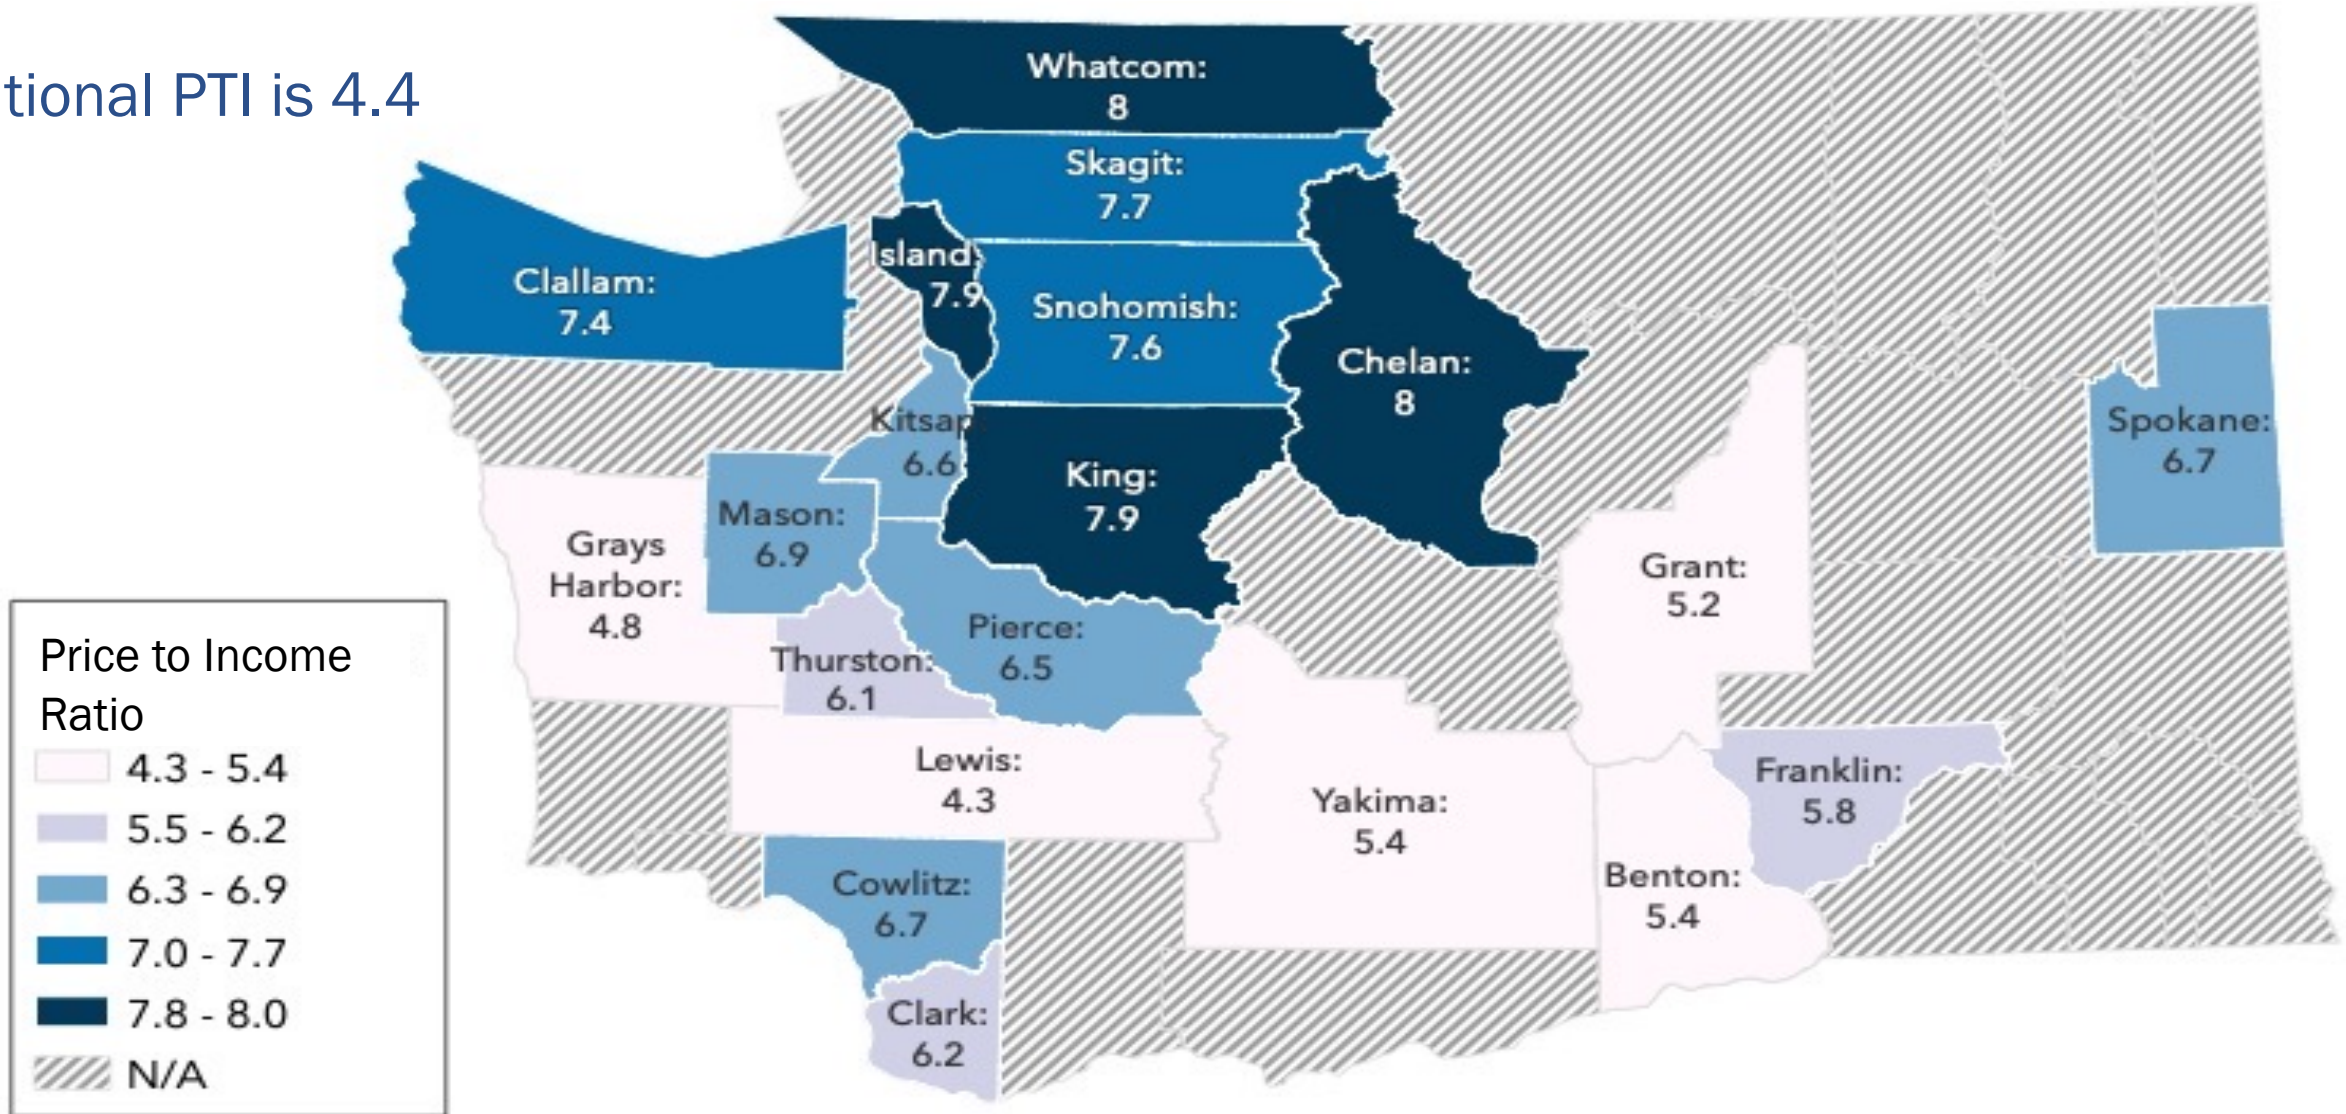 tional PTI is 4.4
Whatcom:
8
Skagit:
7.7
Island:
7.9
Clallam:
7.4
Snohomish:
7.6
Chelan:
8
Kitsap
6.6
King:
7.9
Spokane:
6.7
Mason:
6.9
Grays
Harbor:
4.8
Grant:
5.2
Pierce:
6.5
Thurston:
6.1
Lewis:
4.3
Yakima:
5.4
Franklin:
5.8
Benton:
5.4
Cowlitz:
6.7
Clark:
6.2
Price to Income
Ratio
4.3 - 5.4
5.5 - 6.2
6.3 - 6.9
7.0 - 7.7
7.8 - 8.0
N/A